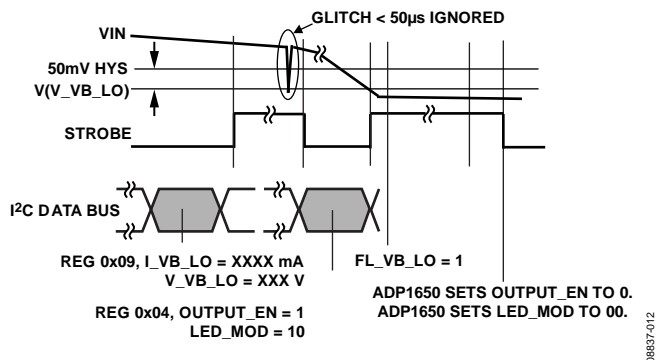 GLITCH < 50µs IGNORED
VIN
50mV HYS
V(V_VB_LO)
STROBE
I²C DATA BUS
REG 0x09, I_VB_LO = XXXX mA
V_VB_LO = XXX V
FL_VB_LO = 1
REG 0x04, OUTPUT_EN = 1
LED_MOD = 10
ADP1650 SETS OUTPUT_EN TO 0.
ADP1650 SETS LED_MOD TO 00.
08837-012